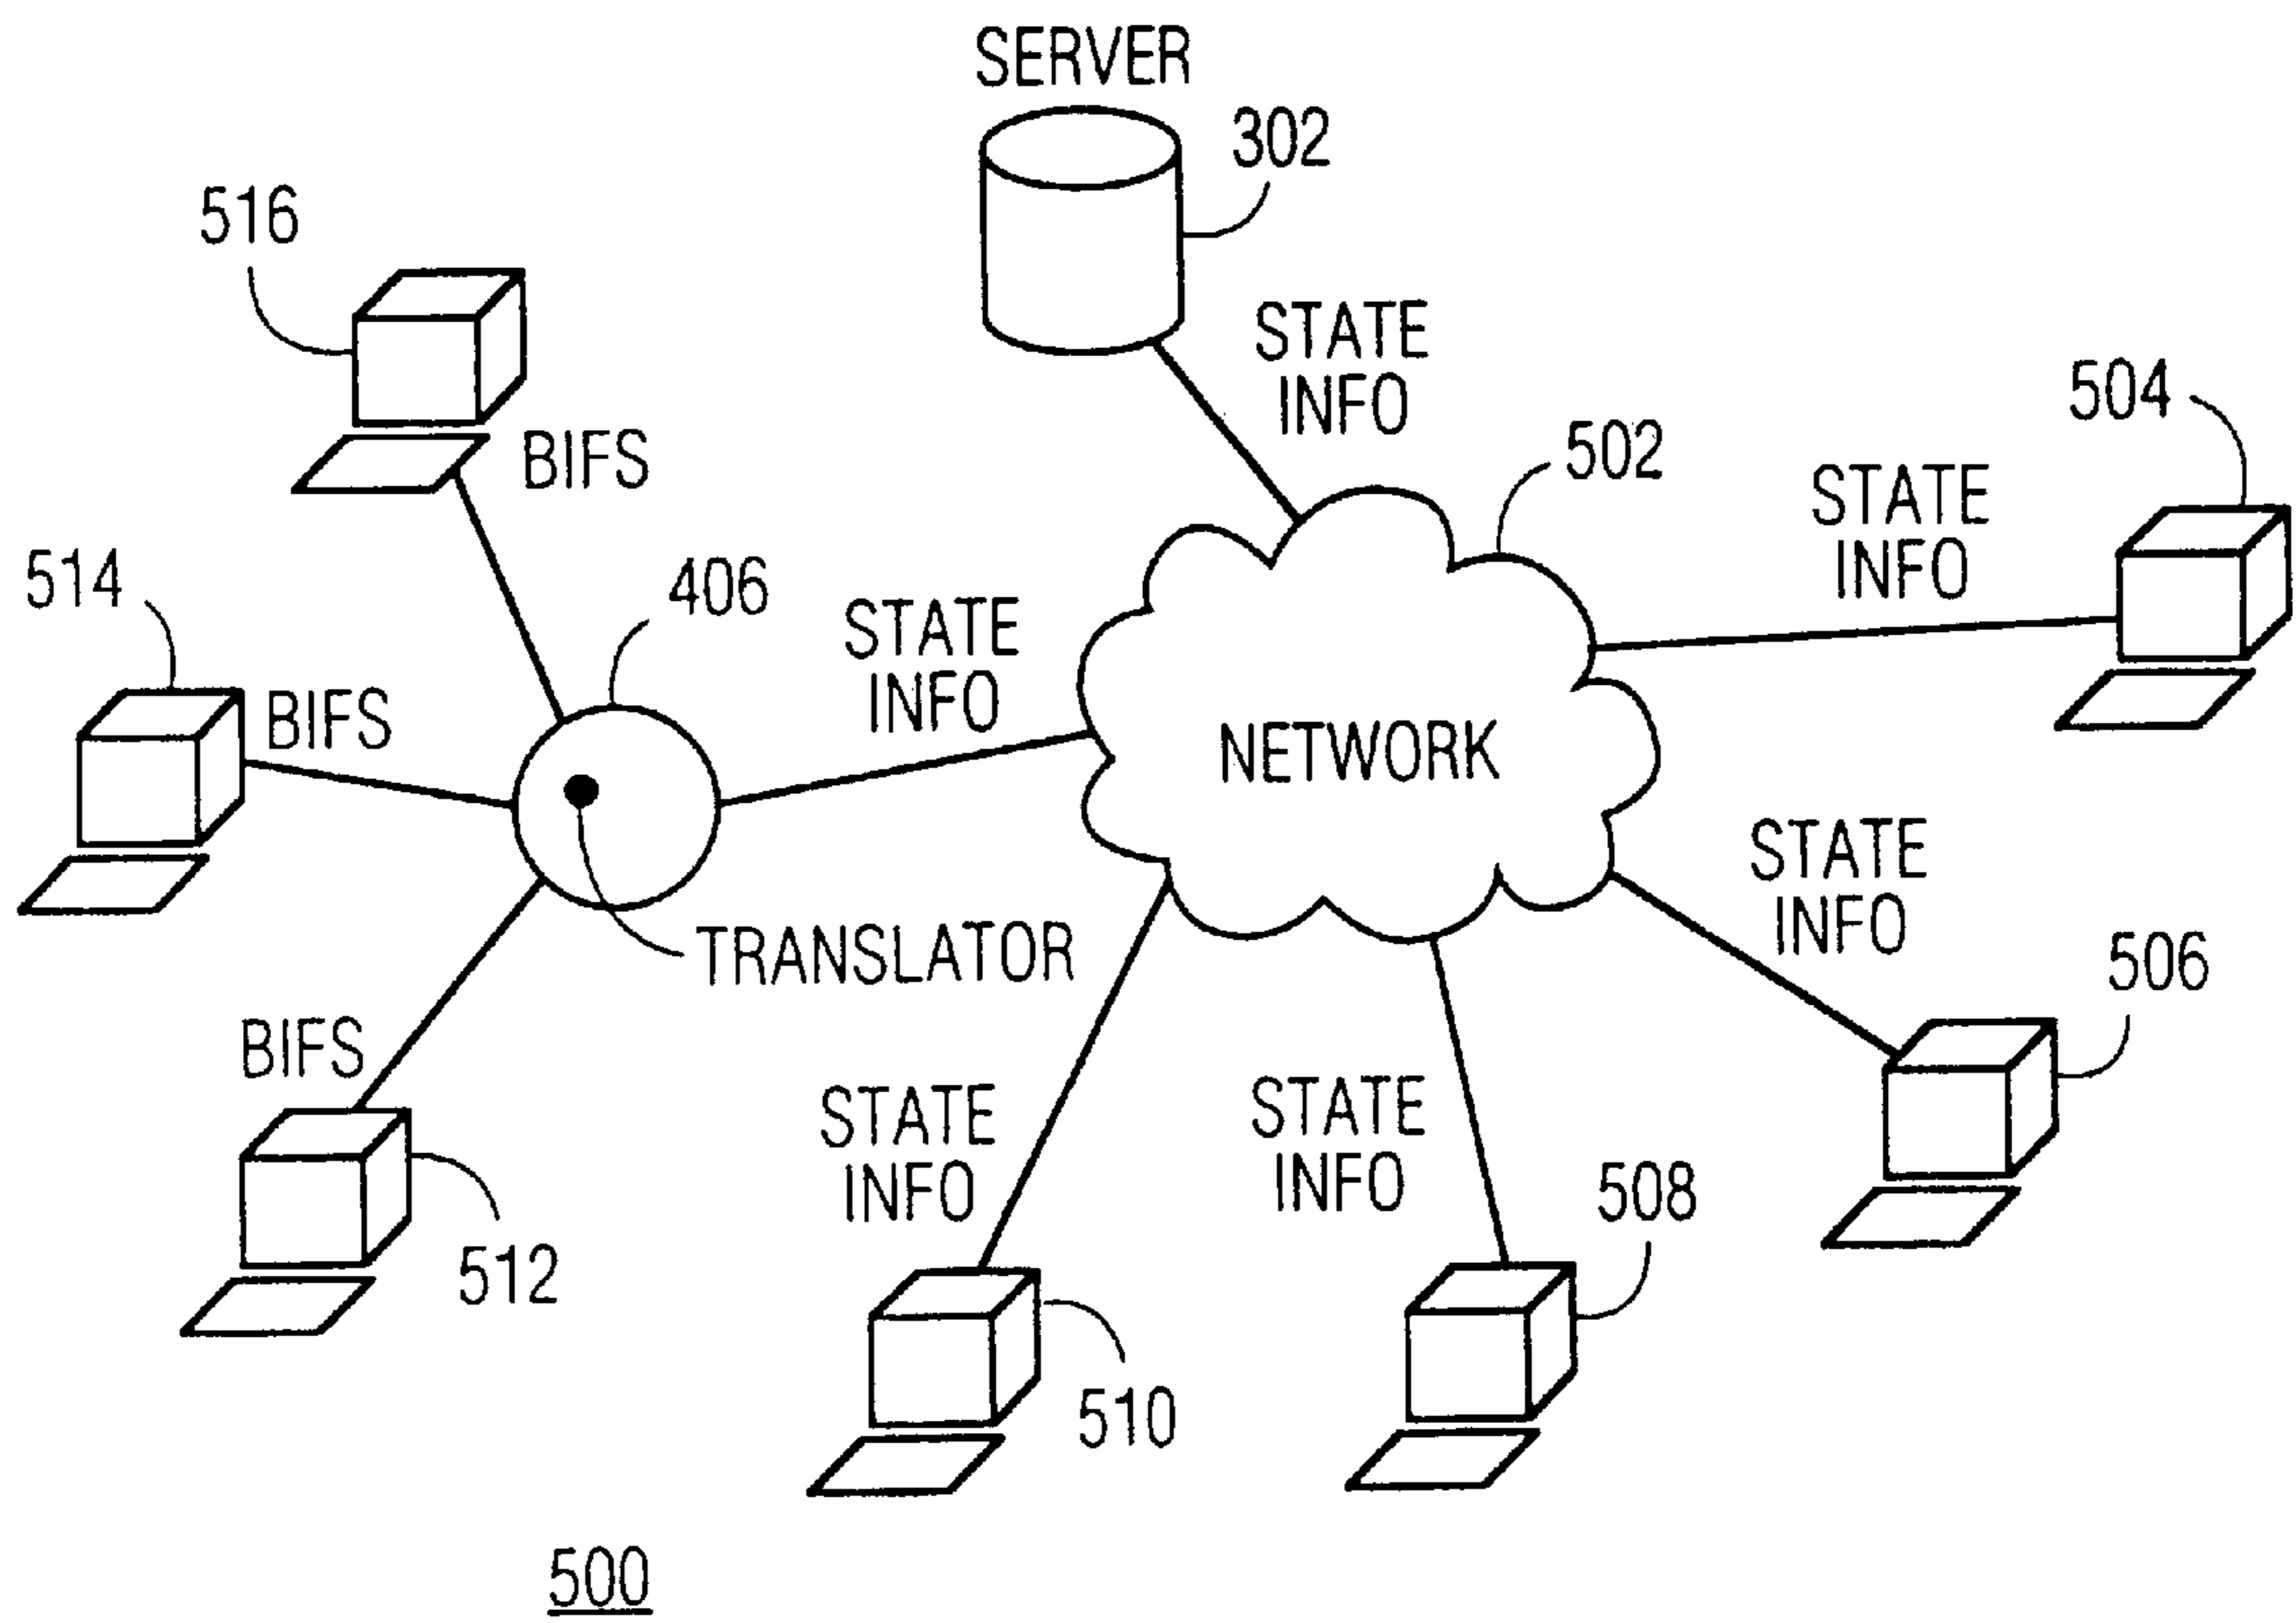 SERVER
302
516
STATE
INFO
504
502
BIFS
STATE
INFO
514
406
STATE
INFO
BIFS
NETWORK
STATE
INFO
TRANSLATOR
506
BIFS
STATE
INFO
STATE
INFO
508
512
510
500